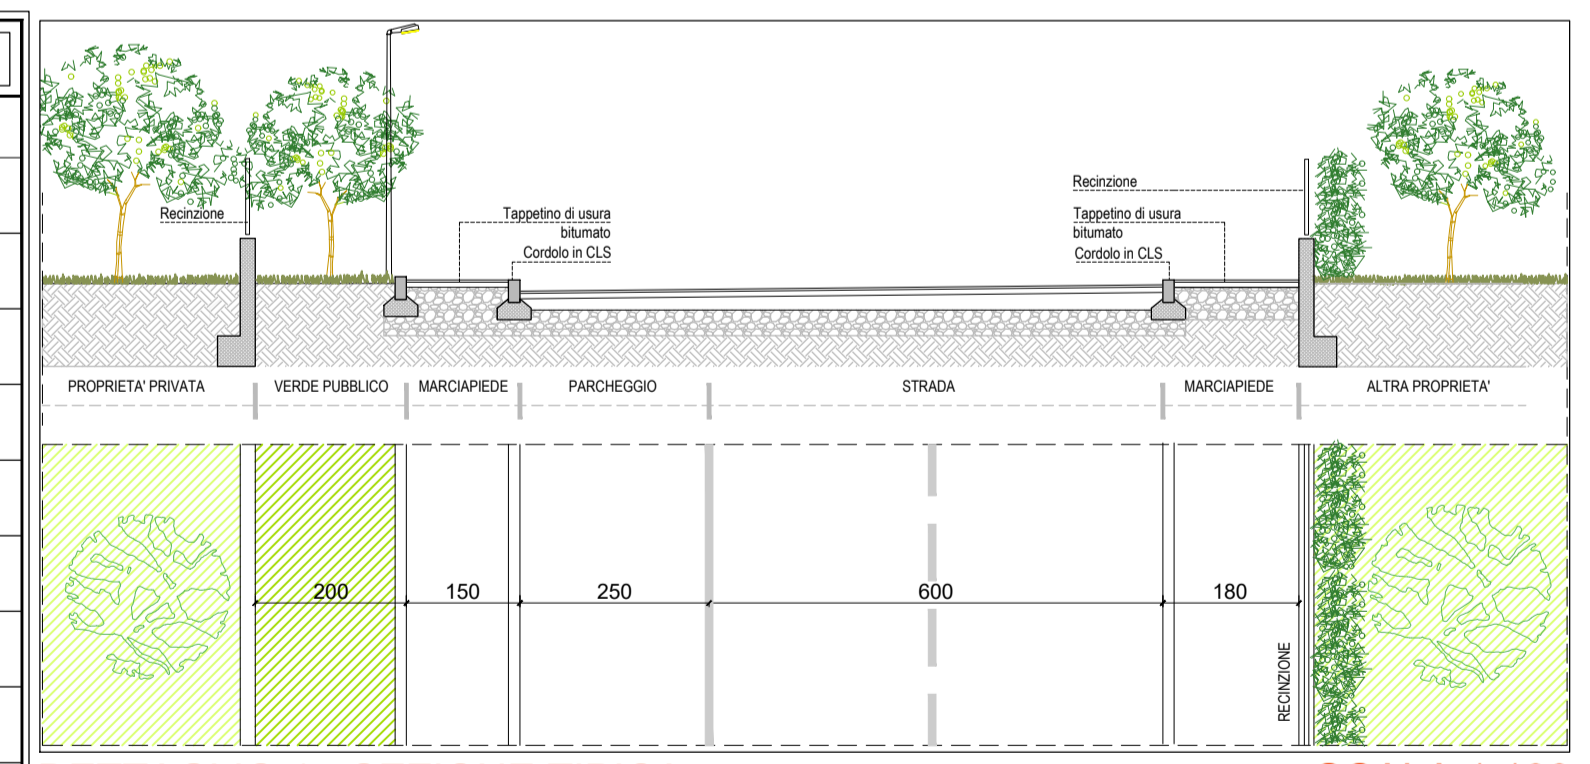 Recinzione
Tappetino di usura
bitumato
Cordolo in CLS
Recinzione
Tappetino di usura
bitumato
Cordolo in CLS
PROPRIETA' PRIVATA
VERDE PUBBLICO
MARCIAPIEDE
PARCHEGGIO
STRADA
MARCIAPIEDE
ALTRA PROPRIETA'
200
150
250
600
180
RECINZIONE